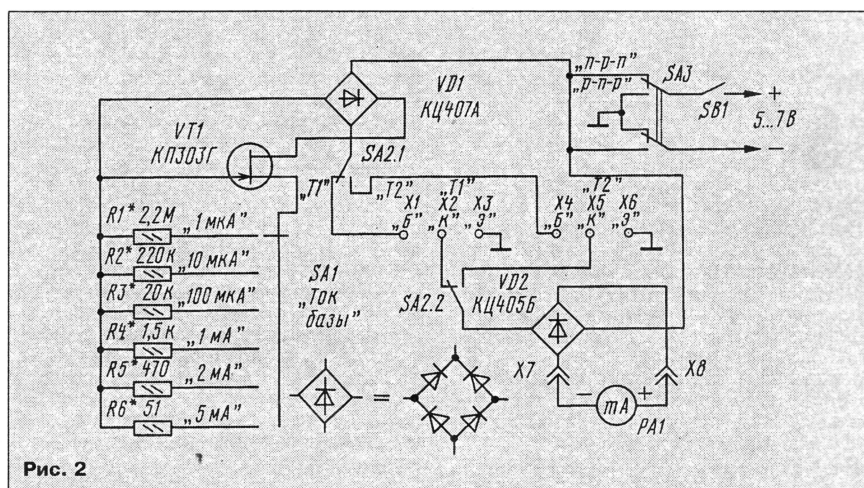 „п-р-п"
„р-п-р"
SA3
SB1
+
5...7 В
−
VD1
КЦ407А
VT1
КП303Г
SA2.1
„Т1"
„Т2"
„Т1"
„Т2"
X1
„Б"
X2
„К"
X3
„Э"
X4
„Б"
X5
„К"
X6
„Э"
R1* 2,2М „1 мкА"
R2* 220к „10 мкА"
R3* 20к „100 мкА"
R4* 1,5к „1 мА"
R5* 470 „2 мА"
R6* 51 „5 мА"
SA1
„Ток
базы"
SA2.2
VD2
КЦ405Б
X7
X8
− mA +
PA1
=
Рис. 2